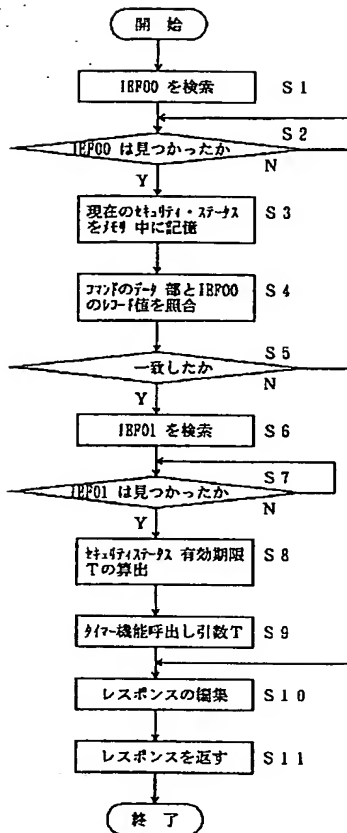 開 始
IEF00 を検索 S 1
IEF00 は見つかったか S 2
N
Y
現在のセキュリティ・ステータス S 3
をメモリ 中に記憶
コマンドのデータ 部とIEF00 S 4
のレコード値を照合
S 5
一致したか
N
Y
IEF01 を検索 S 6
S 7
IEF01 は見つかったか
N
Y
セキュリティステータス 有効期限 S 8
Tの算出
タイマー機能呼出し引数T S 9
レスポンスの編集 S 1 0
レスポンスを返す S 1 1
終 了